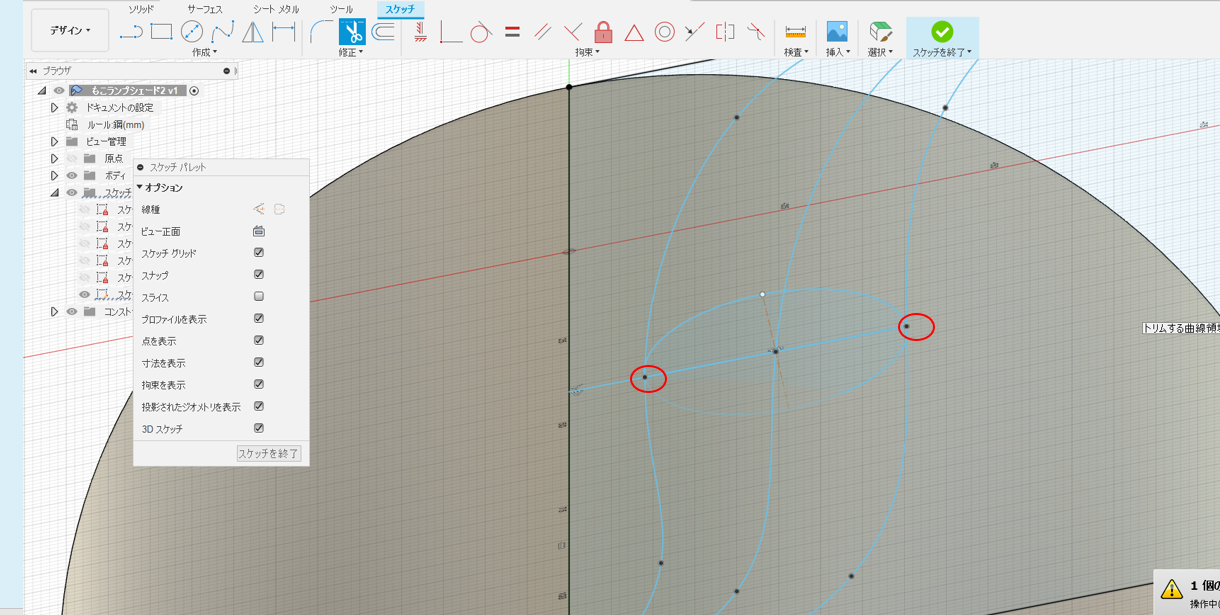 ソリッド サーフェス シート メタル ツール スケッチ
デザイン
作成 修正 拘束 検査 挿入 選択 スケッチを終了
ブラウザ
もこランプシェード2 v1
ドキュメントの設定
ルール:鋼(mm)
ビュー管理
原点
ボディ
スケッチ
スケ
スケ
スケ
スケ
スケ
スケ
コンスト
スケッチ パレット
オプション
線種
ビュー正面
スケッチ グリッド
スナップ
スライス
プロファイルを表示
点を表示
寸法を表示
拘束を表示
投影されたジオメトリを表示
3D スケッチ
スケッチを終了
トリムする曲線領
1 個の
操作中